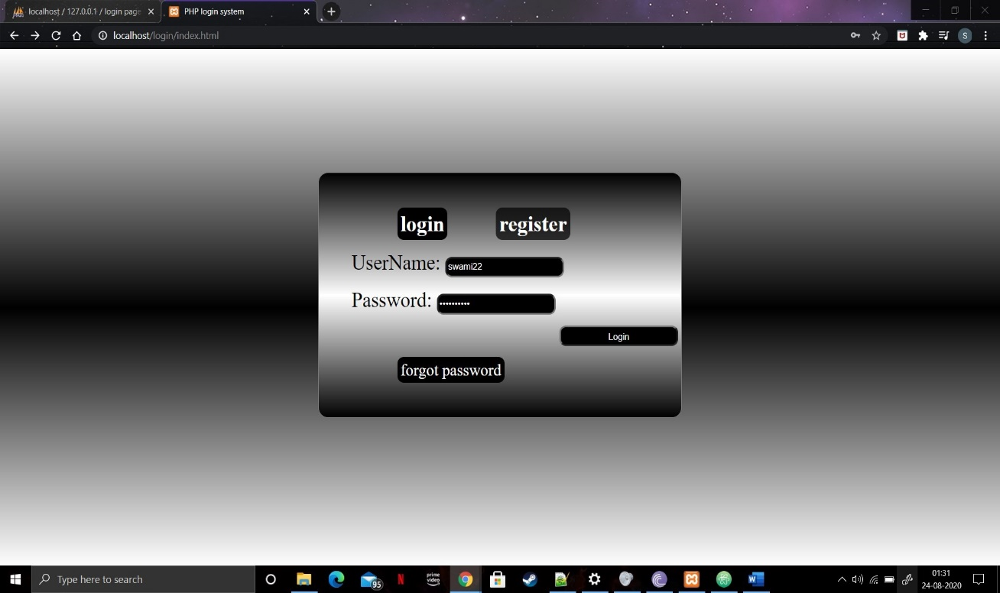 localhost / 127.0.0.1 / login page
PHP login system
localhost/login/index.html
S
login register
UserName: swami22
Password: ••••••••••
Login
forgot password
Type here to search
95
N
prime video
W
01:31
24-08-2020